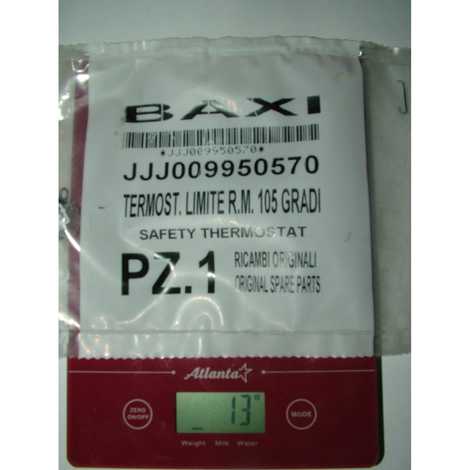 BAXI
*JJJ009950570*
JJJ009950570
TERMOST. LIMITE R.M. 105 GRADI
SAFETY THERMOSTAT
PZ.1
RICAMBI ORIGINALI
ORIGINAL SPARE PARTS
Atlanta
ZERO
ON/OFF
13
MODE
Weight Milk Water